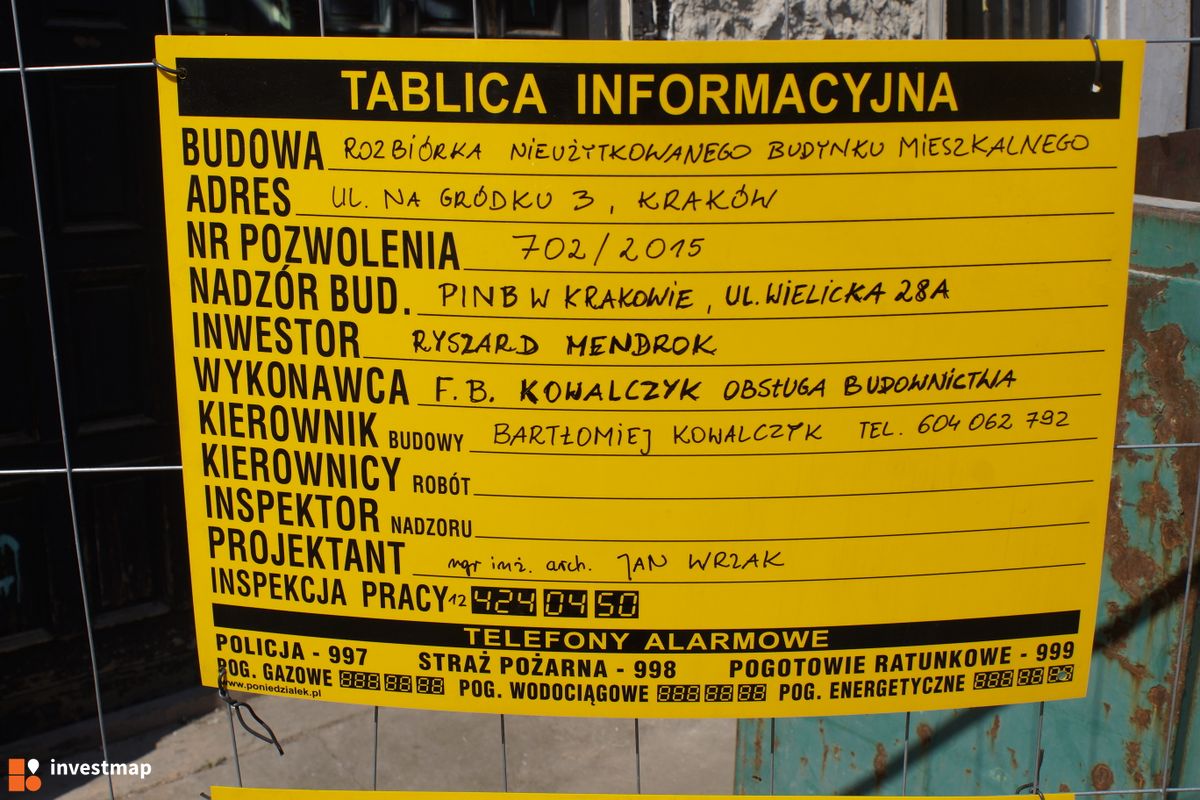 TABLICA INFORMACYJNA
BUDOWA ROZBIÓRKA NIEUŻYTKOWANEGO BUDYNKU MIESZKALNEGO
ADRES UL. NA GRÓDKU 3, KRAKÓW
NR POZWOLENIA 702/2015
NADZÓR BUD. PINB W KRAKOWIE, UL. WIELICKA 28A
INWESTOR RYSZARD MENDROK
WYKONAWCA F.B. KOWALCZYK OBSŁUGA BUDOWNICTWA
KIEROWNIK BUDOWY BARTŁOMIEJ KOWALCZYK TEL. 604 062 792
KIEROWNICY ROBÓT
INSPEKTOR NADZORU
PROJEKTANT mgr inż. arch. JAN WRZAK
INSPEKCJA PRACY 12 424 04 50
TELEFONY ALARMOWE
POLICJA - 997 STRAŻ POŻARNA - 998 POGOTOWIE RATUNKOWE - 999
POG. GAZOWE 888 88 88 POG. WODOCIĄGOWE 888 88 88 POG. ENERGETYCZNE 888 88 88
www.poniedzialek.pl
investmap